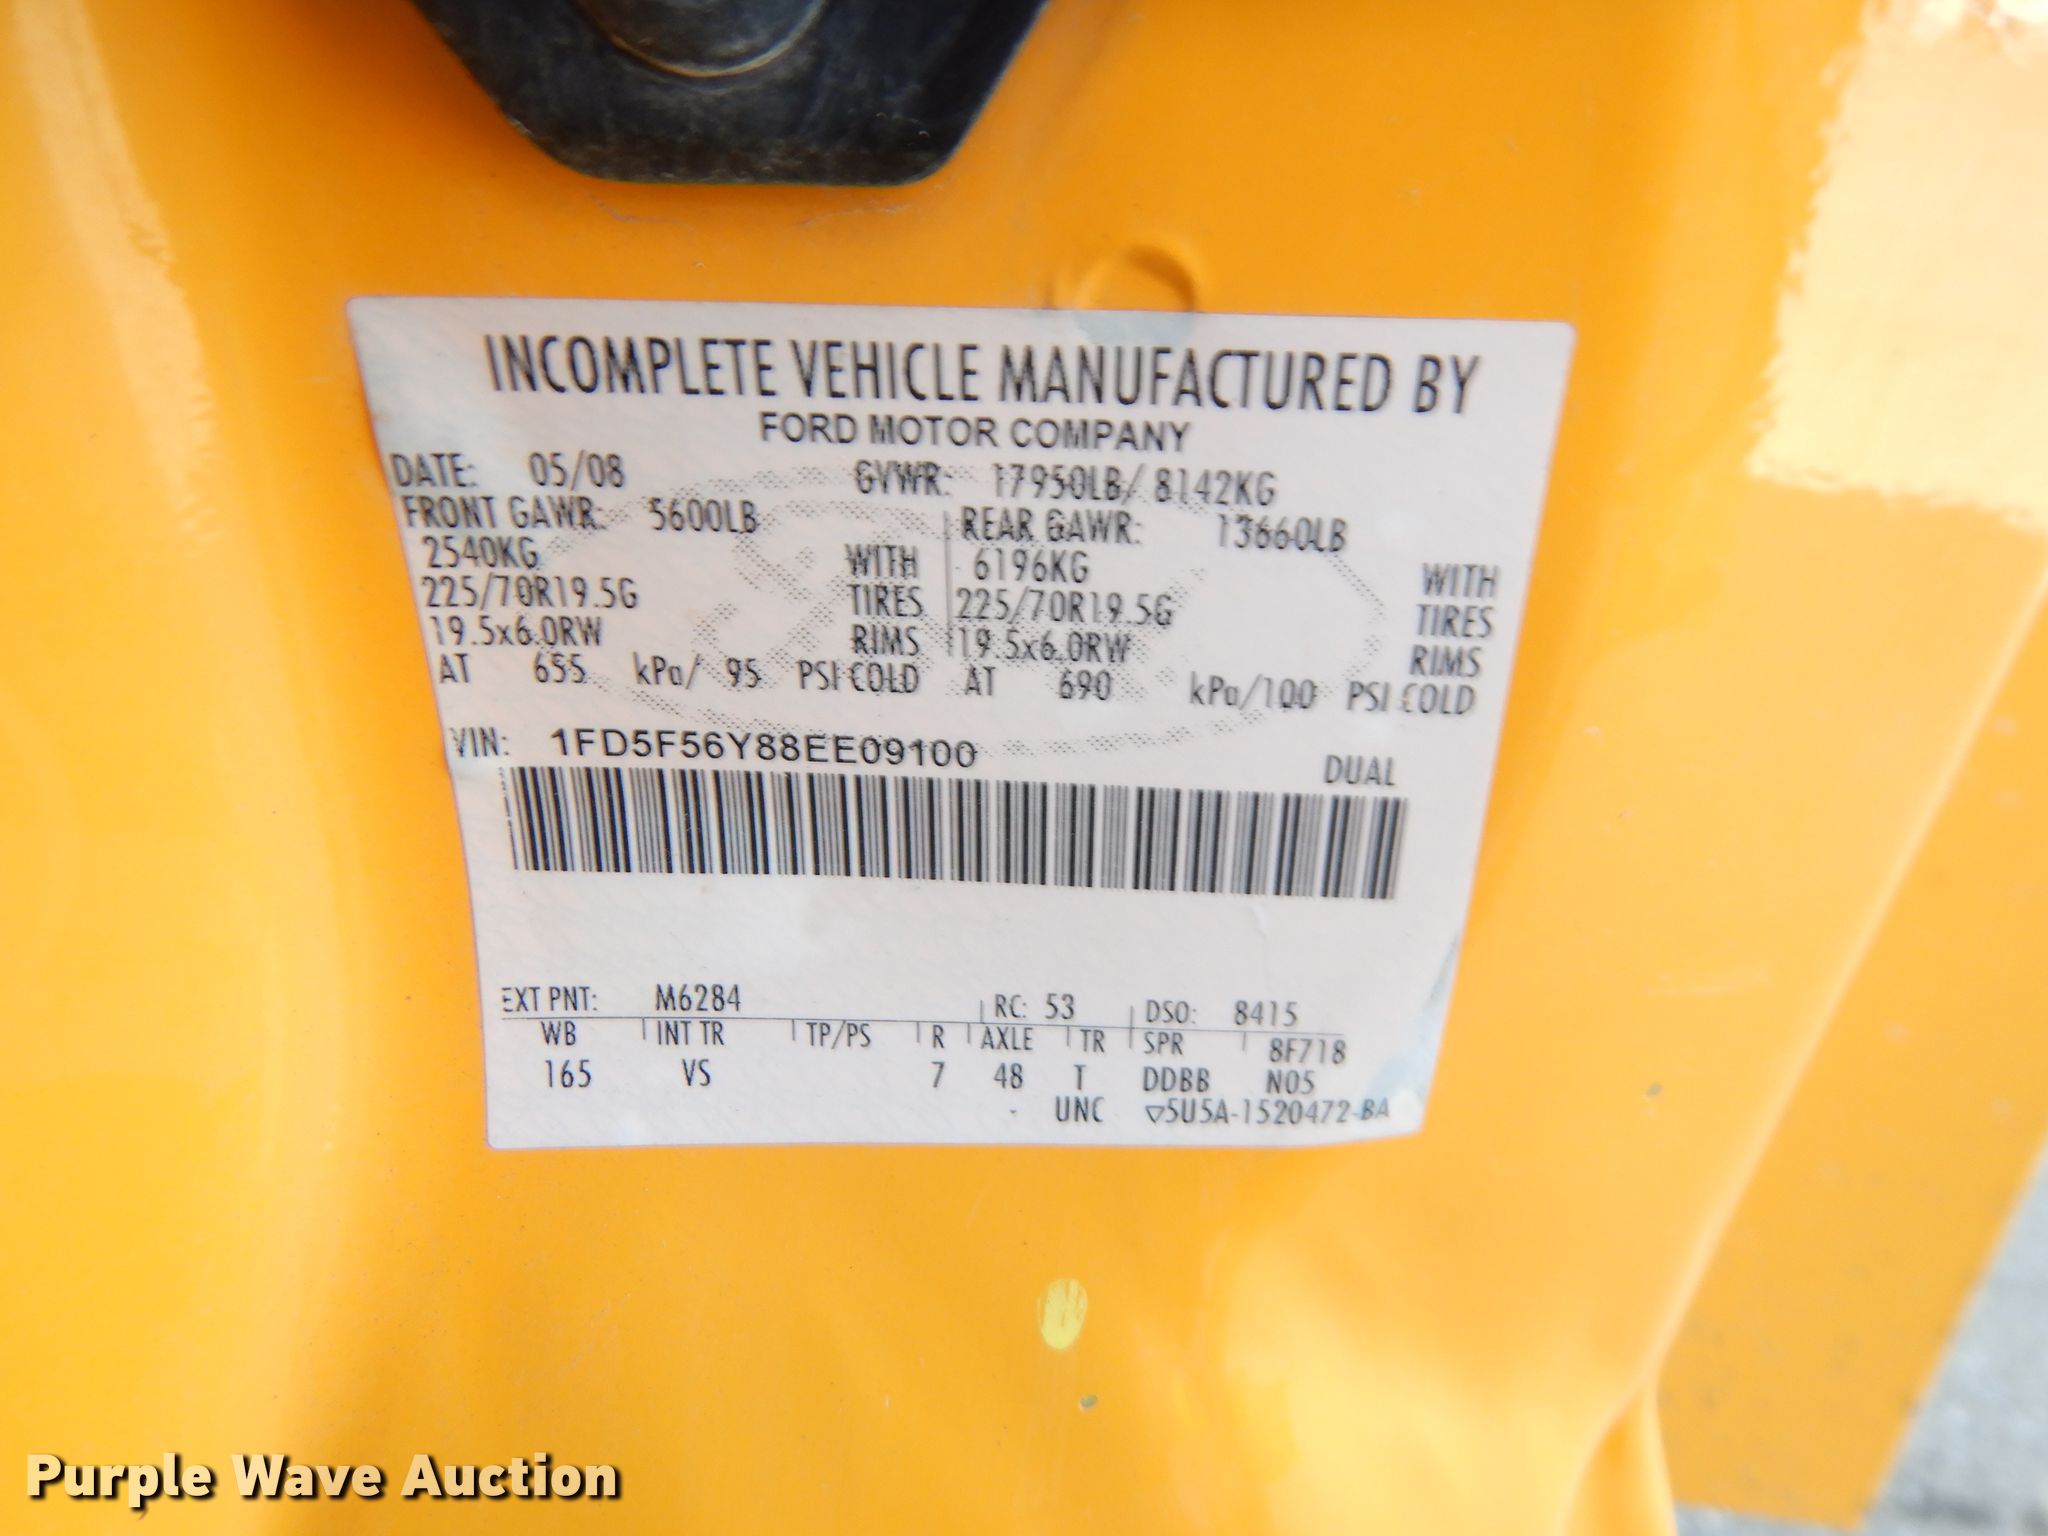 INCOMPLETE VEHICLE MANUFACTURED BY
FORD MOTOR COMPANY
DATE: 05/08 GVWR: 17950LB/ 8142KG
FRONT GAWR: 5600LB REAR GAWR: 13660LB
2540KG WITH 6196KG WITH
225/70R19.5G TIRES 225/70R19.5G TIRES
19.5x6.0RW RIMS 19.5x6.0RW RIMS
AT 655 kPa/ 95 PSI COLD AT 690 kPa/100 PSI COLD
VIN: 1FD5F56Y88EE09100
DUAL
EXT PNT: M6284 RC: 53 DSO: 8415
WB INT TR TP/PS R AXLE TR SPR 8F718
165 VS 7 48 T DDBB N05
- UNC ▽5U5A-1520472-BA
Purple Wave Auction